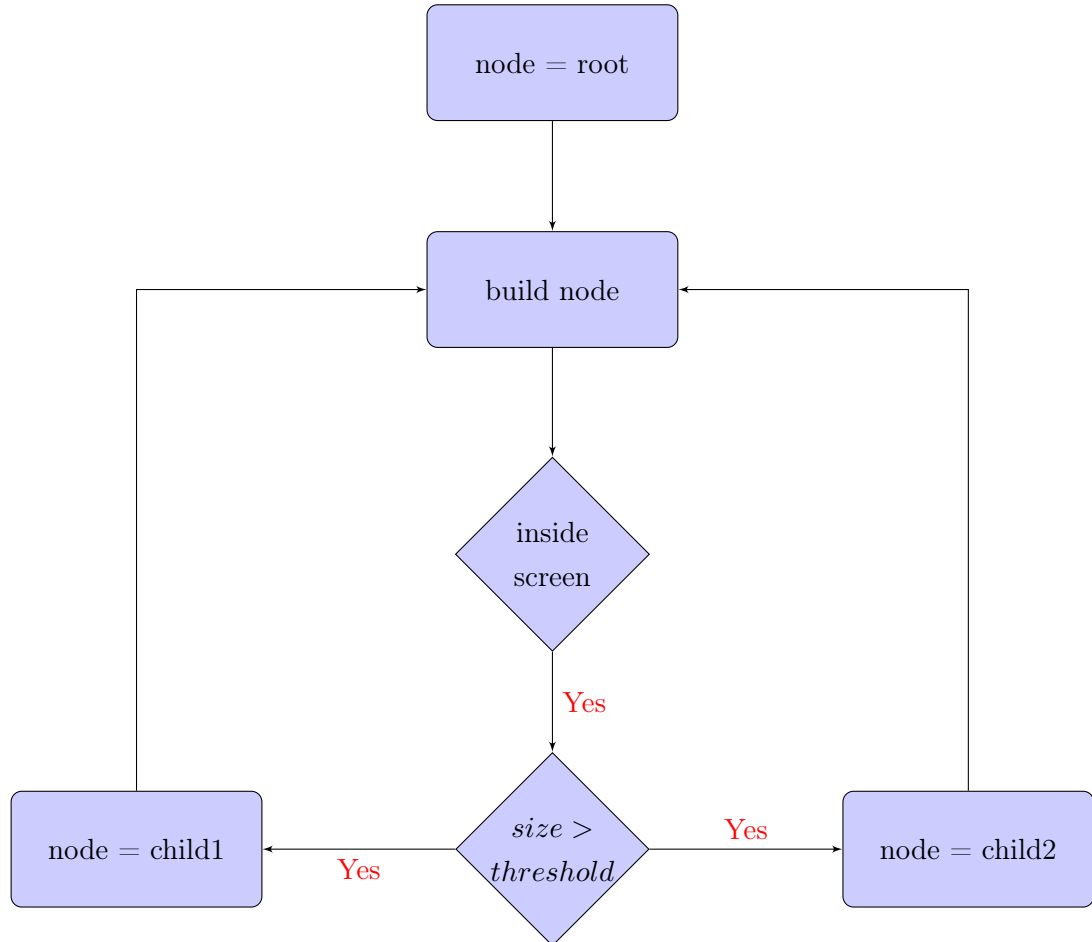 node = root
build node
inside
screen
Yes
node = child1
Yes
size >
threshold
Yes
node = child2